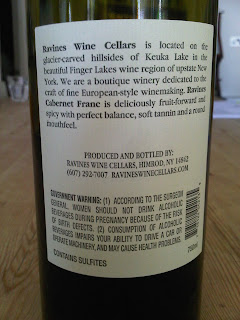 Ravines Wine Cellars is located on the
glacier-carved hillsides of Keuka Lake in the
beautiful Finger Lakes wine region of upstate New
York. We are a boutique winery dedicated to the
craft of fine European-style winemaking. Ravines
Cabernet Franc is deliciously fruit-forward and
spicy with perfect balance, soft tannin and a round
mouthfeel.
PRODUCED AND BOTTLED BY:
RAVINES WINE CELLARS, HIMROD, NY 14842
(607) 292-7007 RAVINESWINECELLARS.COM
GOVERNMENT WARNING: (1) ACCORDING TO THE SURGEON
GENERAL, WOMEN SHOULD NOT DRINK ALCOHOLIC
BEVERAGES DURING PREGNANCY BECAUSE OF THE RISK
OF BIRTH DEFECTS. (2) CONSUMPTION OF ALCOHOLIC
BEVERAGES IMPAIRS YOUR ABILITY TO DRIVE A CAR OR
OPERATE MACHINERY, AND MAY CAUSE HEALTH PROBLEMS.
CONTAINS SULFITES
750ml